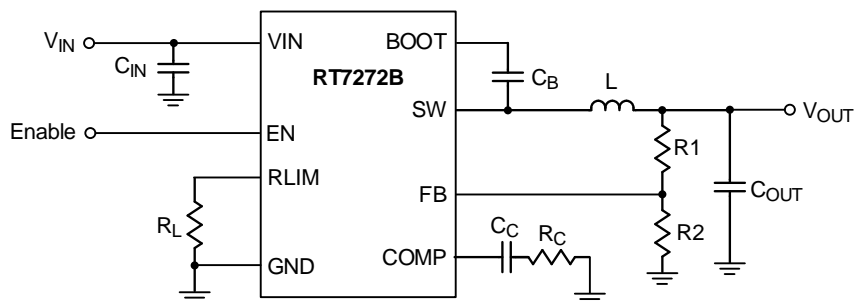 VIN
VIN
BOOT
CIN
RT7272B
CB
L
SW
VOUT
Enable
EN
R1
RLIM
FB
COUT
RL
CC
RC
R2
COMP
GND